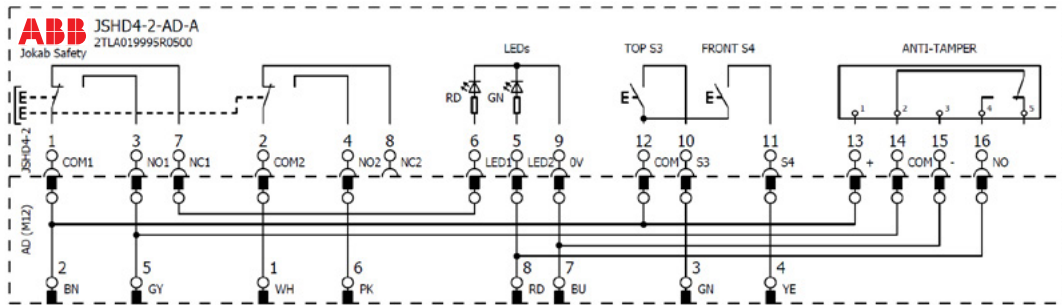 ABB JSHD4-2-AD-A
2TLA019995R0500
Jokab Safety
LEDs TOP S3 FRONT S4 ANTI-TAMPER
RD GN
1 2 3 4 5
JSHD4-2
1 3 7 2 4 8 6 5 9 12 10 11 13 14 15 16
COM1 NO1 NC1 COM2 NO2 NC2 LED1 LED2 0V COM S3 S4 + COM - NO
AD (M12)
2 5 1 6 8 7 3 4
BN GY WH PK RD BU GN YE